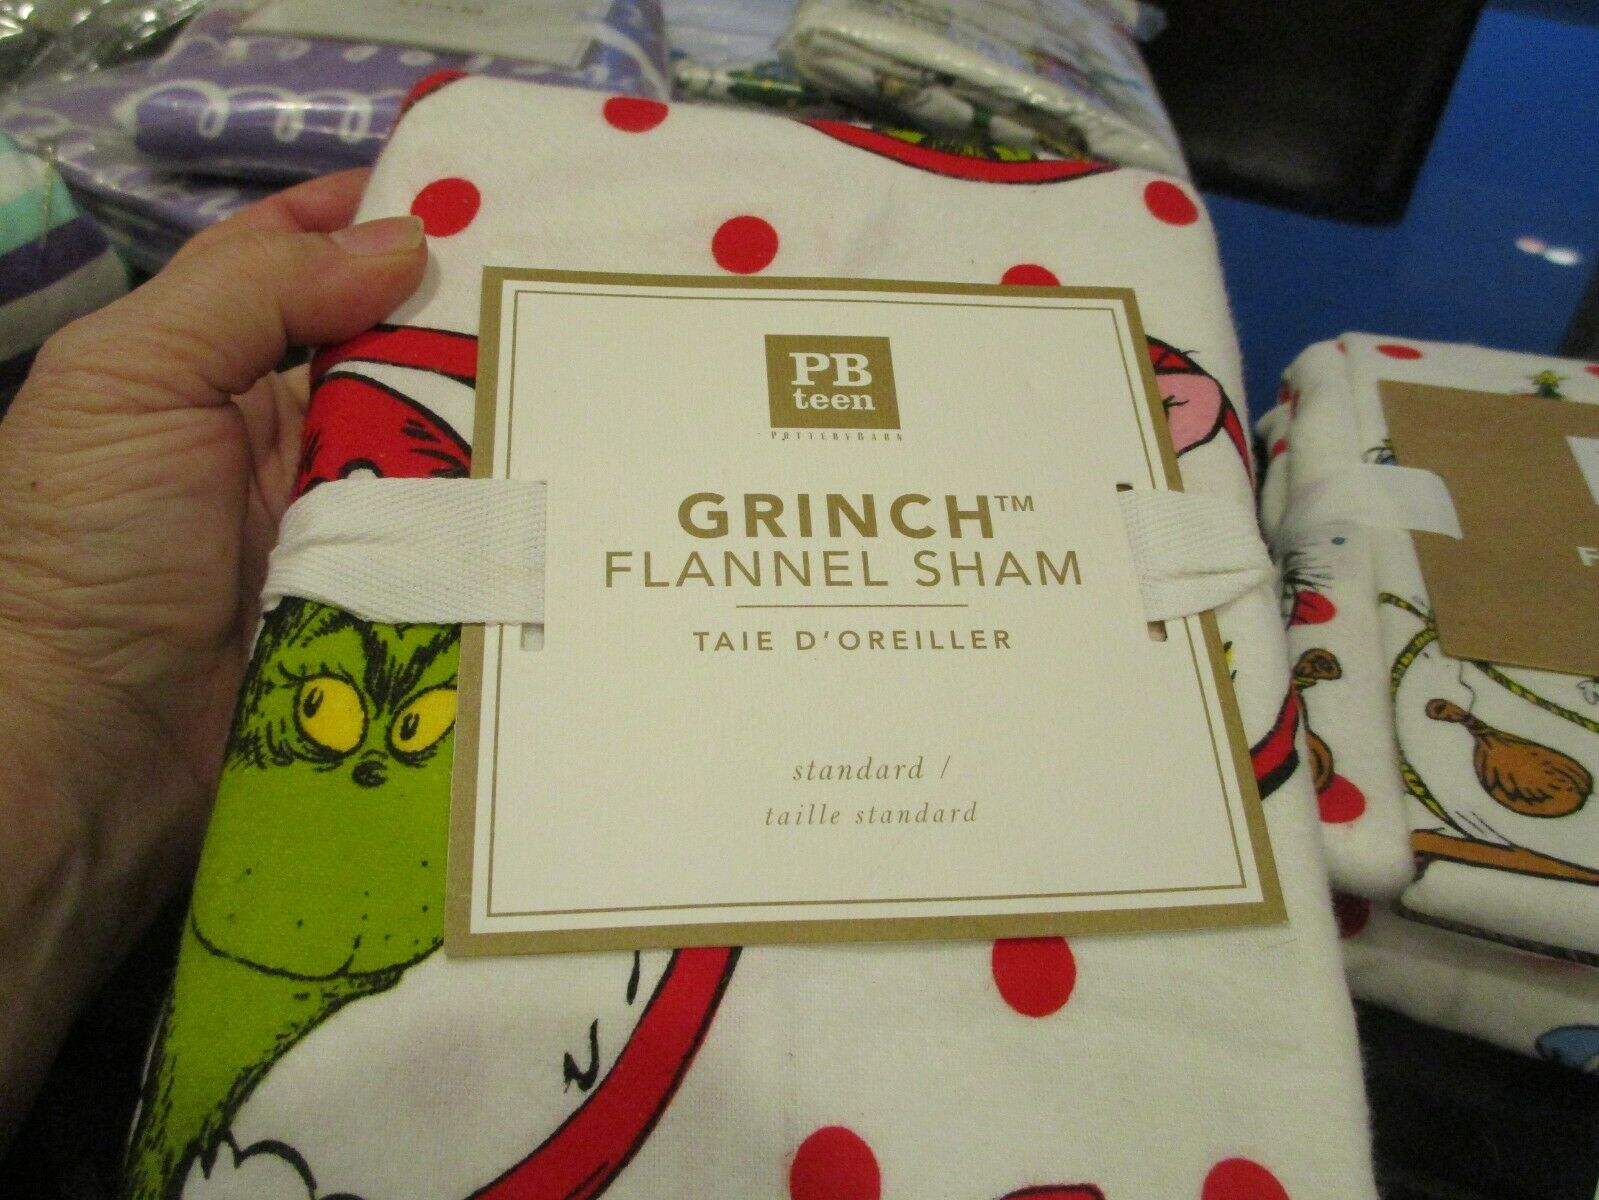 PB
teen
POTTERYBARN
GRINCH™
FLANNEL SHAM
TAIE D'OREILLER
standard /
taille standard
F